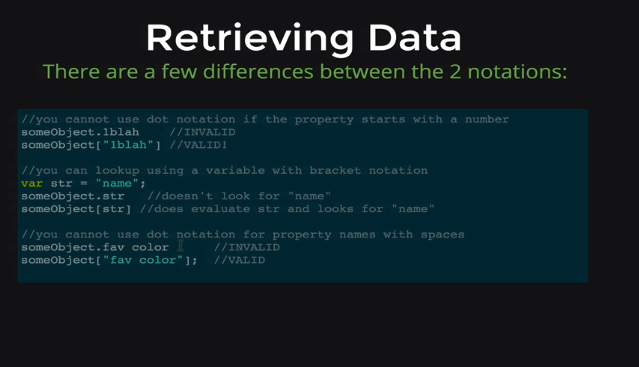 Retrieving Data
There are a few differences between the 2 notations:
//you cannot use dot notation if the property starts with a number
someObject.1blah    //INVALID
someObject["1blah"] //VALID!
//you can lookup using a variable with bracket notation
var str = "name";
someObject.str   //doesn't look for "name"
someObject[str] //does evaluate str and looks for "name"
//you cannot use dot notation for property names with spaces
someObject.fav color      //INVALID
someObject["fav color"];  //VALID